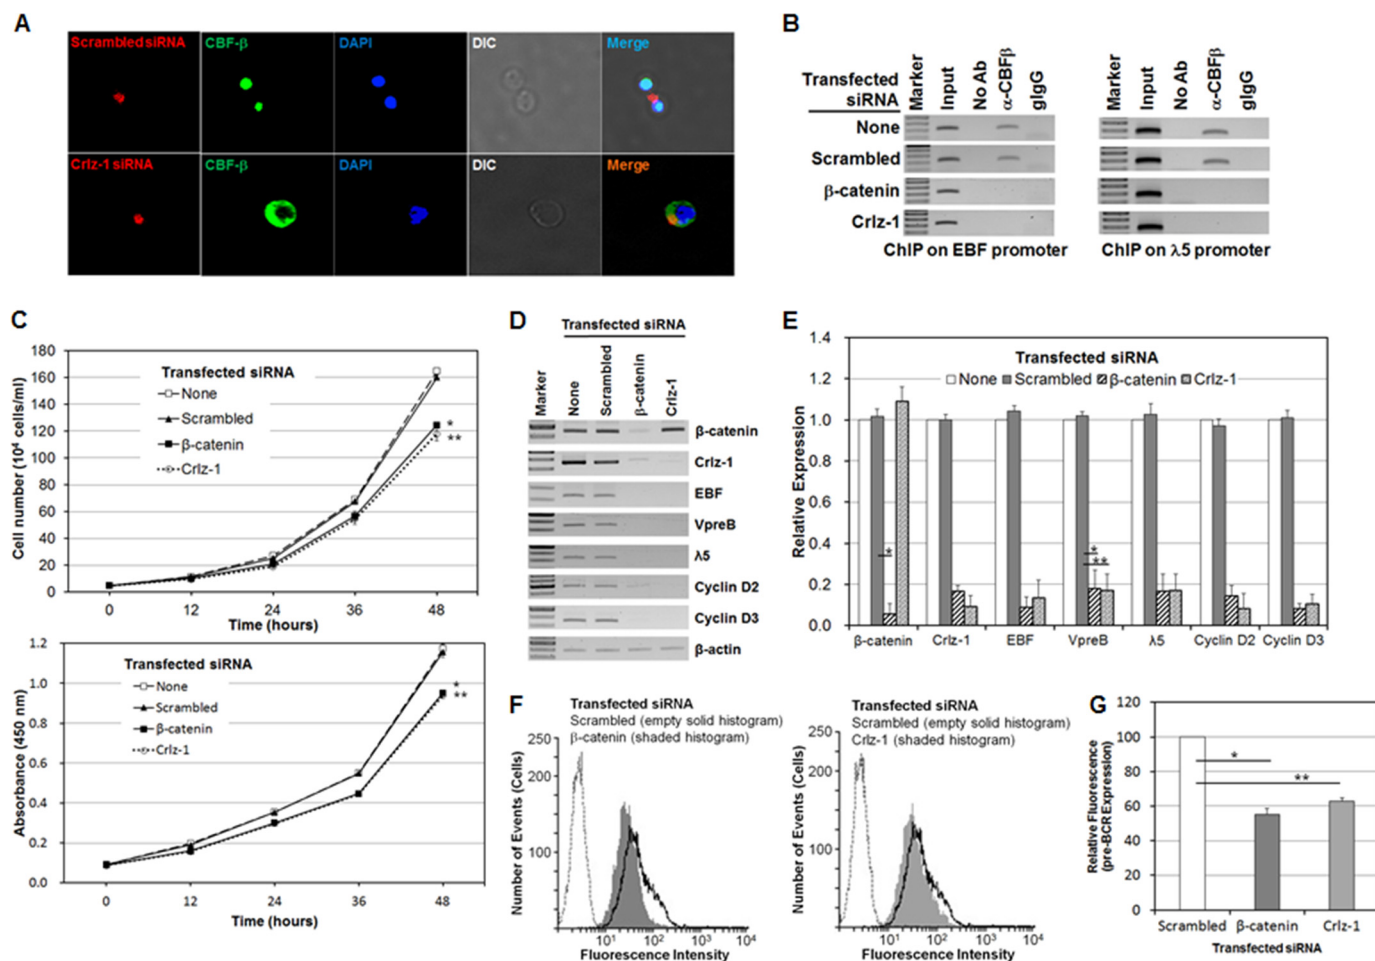 A
Scrambled siRNA
CBF-β
DAPI
DIC
Merge
Crlz-1 siRNA
CBF-β
DAPI
DIC
Merge
B
Transfected
siRNA
Marker
Input
No Ab
α-CBFβ
gIgG
Marker
Input
No Ab
α-CBFβ
gIgG
None
Scrambled
β-catenin
Crlz-1
ChIP on EBF promoter
ChIP on λ5 promoter
C
Cell number (10⁴ cells/ml)
180
160
140
120
100
80
60
40
20
0
Transfected siRNA
None
Scrambled
β-catenin
Crlz-1
*
**
0
12
24
36
48
Time (hours)
Absorbance (450 nm)
1.2
1.0
0.8
0.6
0.4
0.2
0.0
Transfected siRNA
None
Scrambled
β-catenin
Crlz-1
*
**
0
12
24
36
48
Time (hours)
D
Transfected siRNA
Marker
None
Scrambled
β-catenin
Crlz-1
β-catenin
Crlz-1
EBF
VpreB
λ5
Cyclin D2
Cyclin D3
β-actin
E
Relative Expression
1.4
1.2
1.0
0.8
0.6
0.4
0.2
0.0
Transfected siRNA
None
Scrambled
β-catenin
Crlz-1
*
*
**
β-catenin
Crlz-1
EBF
VpreB
λ5
Cyclin D2
Cyclin D3
F
Transfected siRNA
Scrambled (empty solid histogram)
β-catenin (shaded histogram)
Number of Events (Cells)
250
200
100
10¹
10²
10³
10⁴
Fluorescence Intensity
Transfected siRNA
Scrambled (empty solid histogram)
Crlz-1 (shaded histogram)
Number of Events (Cells)
250
200
100
10¹
10²
10³
10⁴
Fluorescence Intensity
G
Relative Fluorescence
(pre-BCR Expression)
120
100
80
60
40
20
0
*
**
Scrambled
β-catenin
Crlz-1
Transfected siRNA